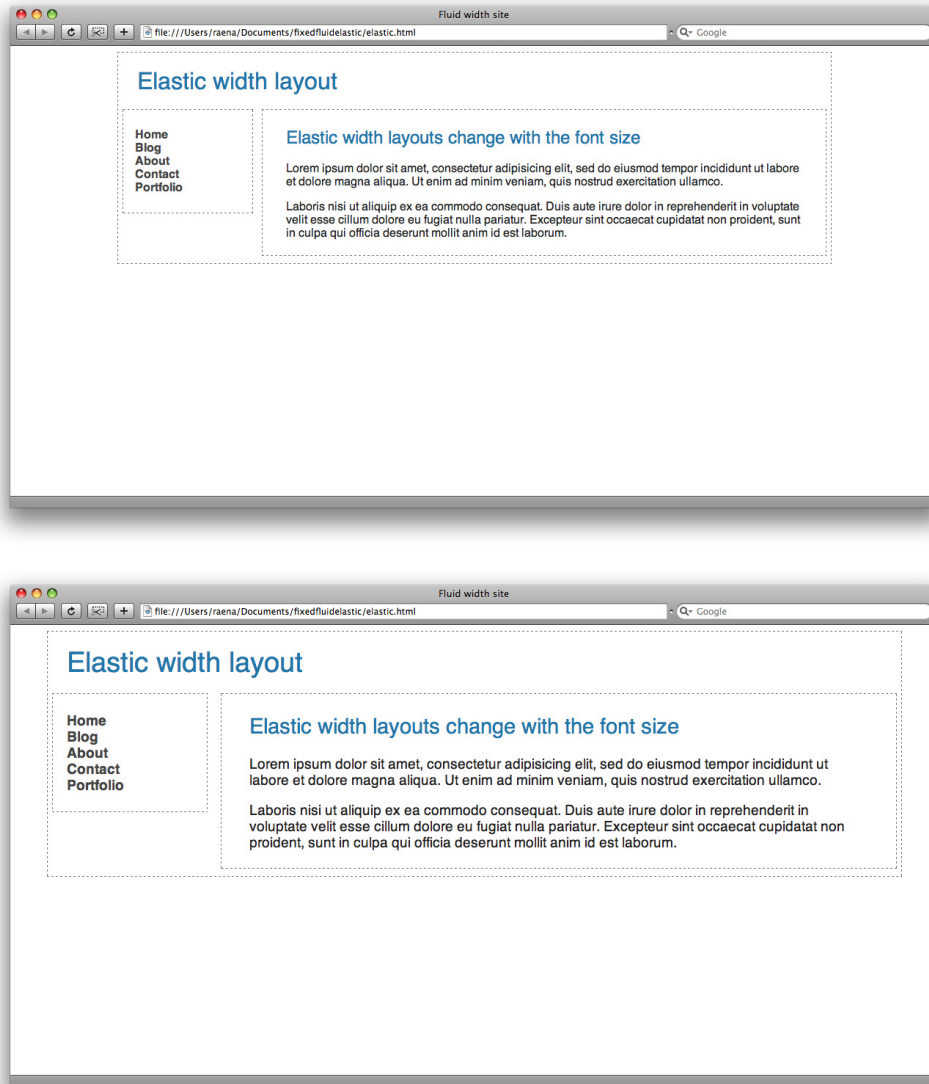 Fluid width site
file:///Users/raena/Documents/fixedfluidelastic/elastic.html
Google
Elastic width layout
Home
Blog
About
Contact
Portfolio
Elastic width layouts change with the font size
Lorem ipsum dolor sit amet, consectetur adipisicing elit, sed do eiusmod tempor incididunt ut labore
et dolore magna aliqua. Ut enim ad minim veniam, quis nostrud exercitation ullamco.
Laboris nisi ut aliquip ex ea commodo consequat. Duis aute irure dolor in reprehenderit in voluptate
velit esse cillum dolore eu fugiat nulla pariatur. Excepteur sint occaecat cupidatat non proident, sunt
in culpa qui officia deserunt mollit anim id est laborum.
Fluid width site
file:///Users/raena/Documents/fixedfluidelastic/elastic.html
Google
Elastic width layout
Home
Blog
About
Contact
Portfolio
Elastic width layouts change with the font size
Lorem ipsum dolor sit amet, consectetur adipisicing elit, sed do eiusmod tempor incididunt ut
labore et dolore magna aliqua. Ut enim ad minim veniam, quis nostrud exercitation ullamco.
Laboris nisi ut aliquip ex ea commodo consequat. Duis aute irure dolor in reprehenderit in
voluptate velit esse cillum dolore eu fugiat nulla pariatur. Excepteur sint occaecat cupidatat non
proident, sunt in culpa qui officia deserunt mollit anim id est laborum.